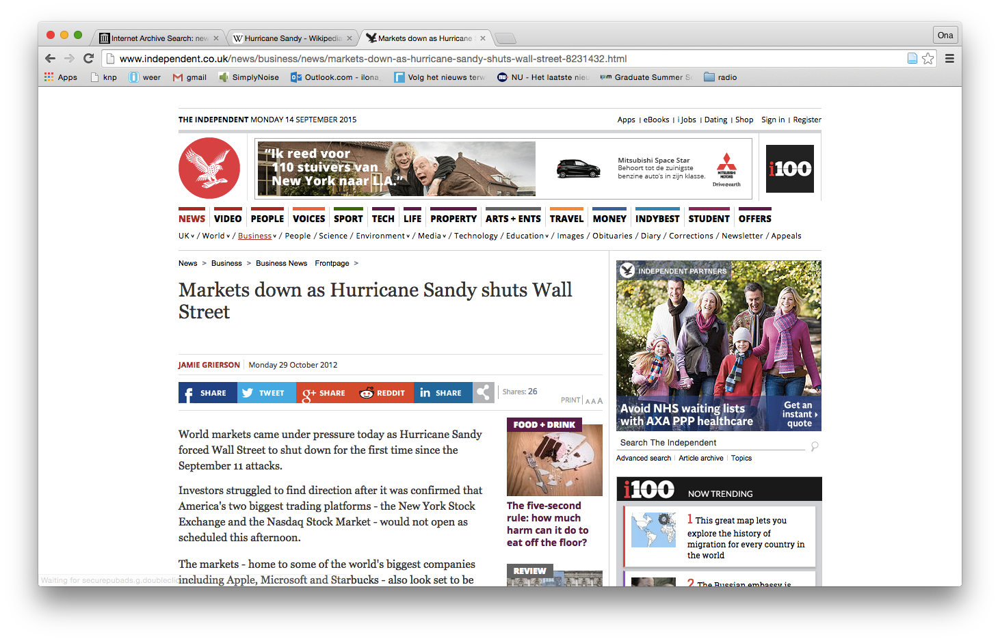 Internet Archive Search: new
Hurricane Sandy - Wikipedia
Markets down as Hurricane
Ona
www.independent.co.uk/news/business/news/markets-down-as-hurricane-sandy-shuts-wall-street-8231432.html
Apps knp weer gmail SimplyNoise Outlook.com - ilona Volg het nieuws terw NU - Het laatste nieu Graduate Summer Sc radio
THE INDEPENDENT MONDAY 14 SEPTEMBER 2015
Apps | eBooks | i Jobs | Dating | Shop Sign in | Register
“Ik reed voor
110 stuivers van
New York naar L.A.”
Mitsubishi Space Star
Behoort tot de zuinigste
benzine auto's in zijn klasse.
MITSUBISHI
MOTORS
Drive@earth
i100
NEWS VIDEO PEOPLE VOICES SPORT TECH LIFE PROPERTY ARTS + ENTS TRAVEL MONEY INDYBEST STUDENT OFFERS
UK / World / Business / People / Science / Environment / Media / Technology / Education / Images / Obituaries / Diary / Corrections / Newsletter / Appeals
News > Business > Business News Frontpage >
Markets down as Hurricane Sandy shuts Wall
Street
JAMIE GRIERSON Monday 29 October 2012
SHARE TWEET g+ SHARE REDDIT in SHARE Shares: 26
PRINT A A A
World markets came under pressure today as Hurricane Sandy
forced Wall Street to shut down for the first time since the
September 11 attacks.
Investors struggled to find direction after it was confirmed that
America's two biggest trading platforms - the New York Stock
Exchange and the Nasdaq Stock Market - would not open as
scheduled this afternoon.
The markets - home to some of the world's biggest companies
including Apple, Microsoft and Starbucks - also look set to be
Waiting for securepubads.g.doubleclic
FOOD + DRINK
The five-second
rule: how much
harm can it do to
eat off the floor?
REVIEW
INDEPENDENT PARTNERS
Avoid NHS waiting lists
with AXA PPP healthcare
Get an
instant
quote
Search The Independent
Advanced search | Article archive | Topics
i100 NOW TRENDING
1 This great map lets you
explore the history of
migration for every country in
the world
2 The Russian embassy is